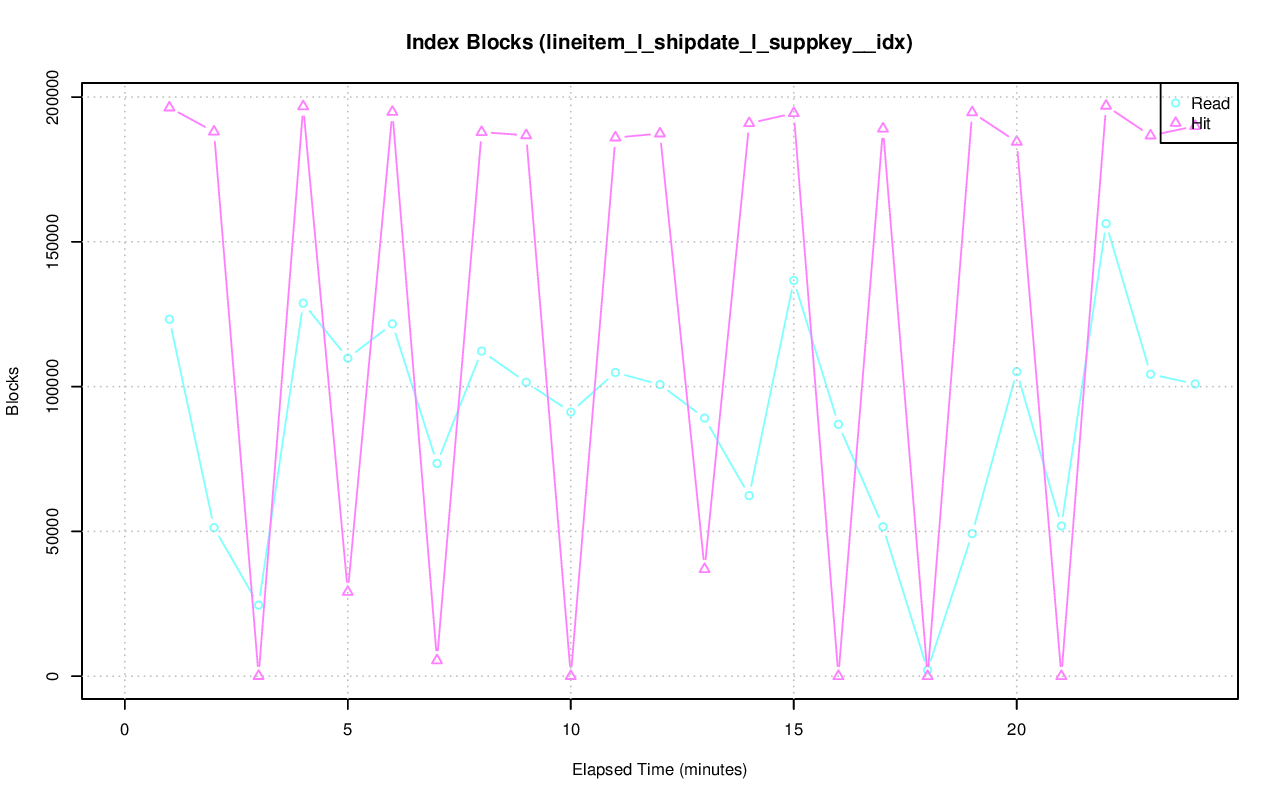 Index Blocks (lineitem_l_shipdate_l_suppkey__idx)
200000
150000
100000
50000
0
Blocks
Read
Hit
0 5 10 15 20
Elapsed Time (minutes)